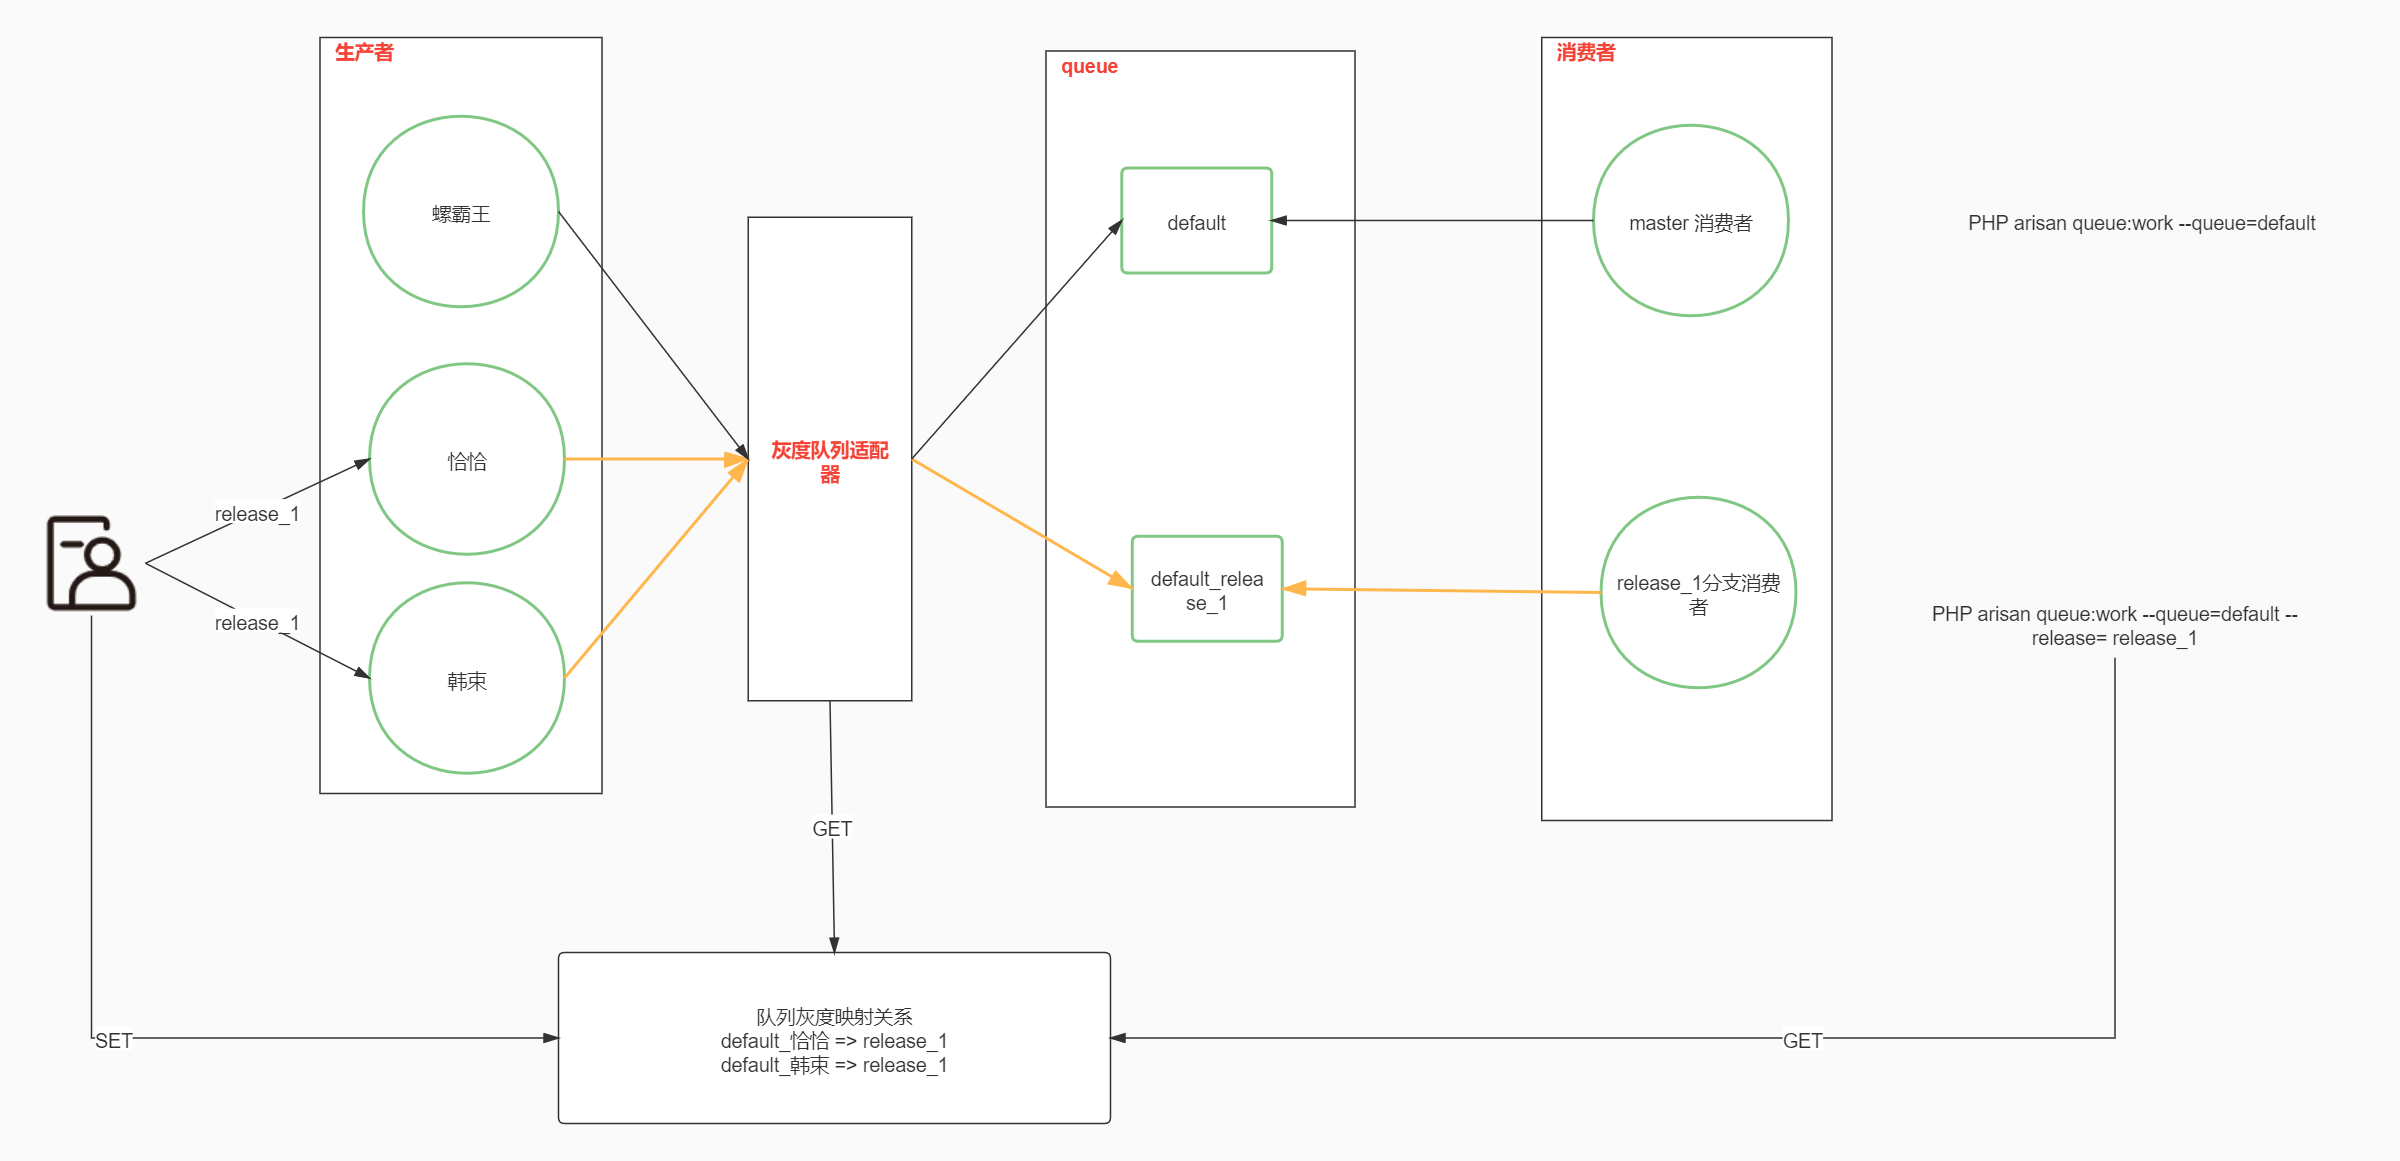 生产者
queue
消费者
螺霸王
default
master 消费者
PHP arisan queue:work --queue=default
恰恰
灰度队列适配
器
release_1
default_relea
se_1
release_1分支消费
者
PHP arisan queue:work --queue=default --
release= release_1
release_1
韩束
GET
队列灰度映射关系
default_恰恰 => release_1
default_韩束 => release_1
SET
GET